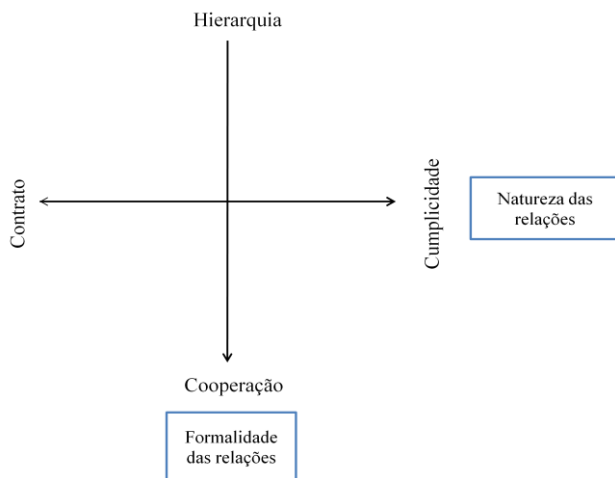 Hierarquia
Contrato
Cumplicidade
Natureza das
relações
Cooperação
Formalidade
das relações